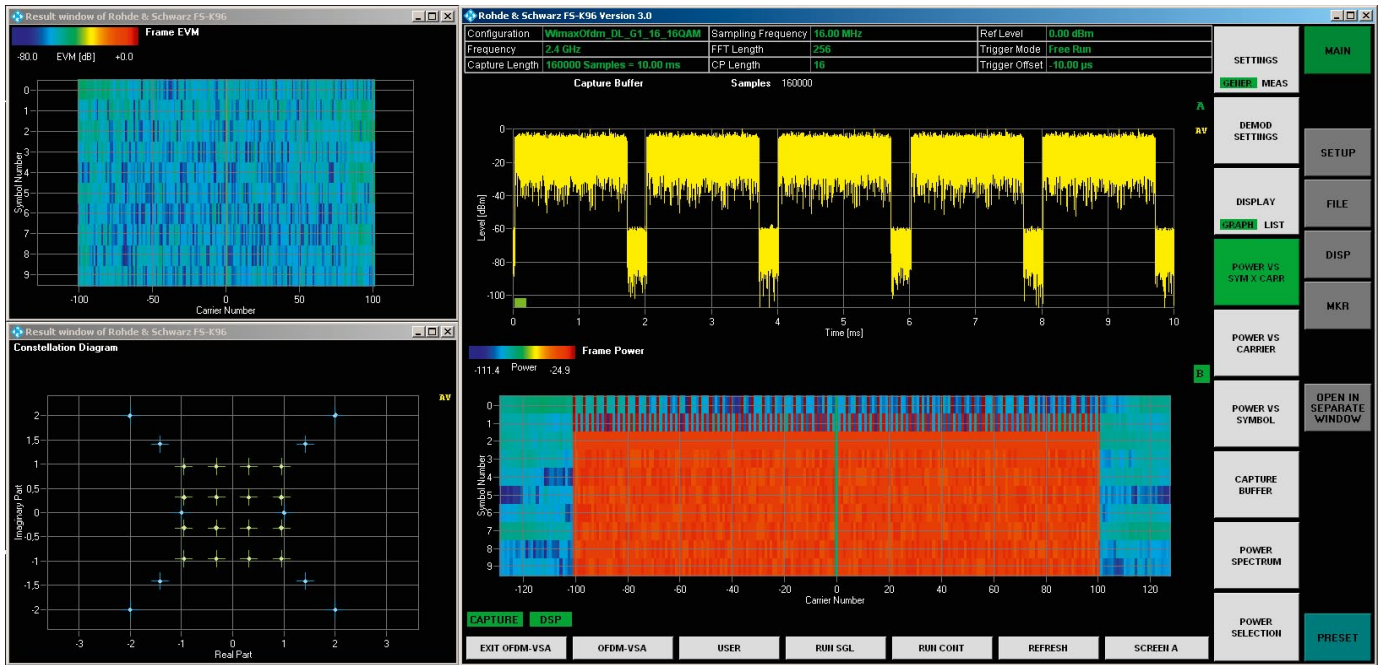 Result window of Rohde & Schwarz FS-K96
Frame EVM
-80.0 EVM [dB] +0.0
Symbol Number
0
1
2
3
4
5
6
7
8
9
-100 -50 0 50 100
Carrier Number
Result window of Rohde & Schwarz FS-K96
Constellation Diagram
AV
Imaginary Part
2
1,5
1
0,5
0
-0,5
-1
-1,5
-2
-3 -2 -1 0 1 2 3
Real Part
Rohde & Schwarz FS-K96 Version 3.0
Configuration WimaxOfdm_DL_G1_16_16QAM Sampling Frequency 16.00 MHz Ref Level 0.00 dBm
Frequency 2.4 GHz FFT Length 256 Trigger Mode Free Run
Capture Length 160000 Samples = 10.00 ms CP Length 16 Trigger Offset -10.00 µs
Capture Buffer Samples 160000
A
AV
Level [dBm]
0
-20
-40
-60
-80
-100
0 1 2 3 4 5 6 7 8 9 10
Time [ms]
Frame Power
-111.4 Power -24.9
B
Symbol Number
0
1
2
3
4
5
6
7
8
9
-120 -100 -80 -60 -40 -20 0 20 40 60 80 100 120
Carrier Number
CAPTURE DSP
EXIT OFDM-VSA OFDM-VSA USER RUN SGL RUN CONT REFRESH SCREEN A
SETTINGS
GENER MEAS
DEMOD
SETTINGS
DISPLAY
GRAPH LIST
POWER VS
SYM X CARR
POWER VS
CARRIER
POWER VS
SYMBOL
CAPTURE
BUFFER
POWER
SPECTRUM
POWER
SELECTION
MAIN
SETUP
FILE
DISP
MKR
OPEN IN
SEPARATE
WINDOW
PRESET